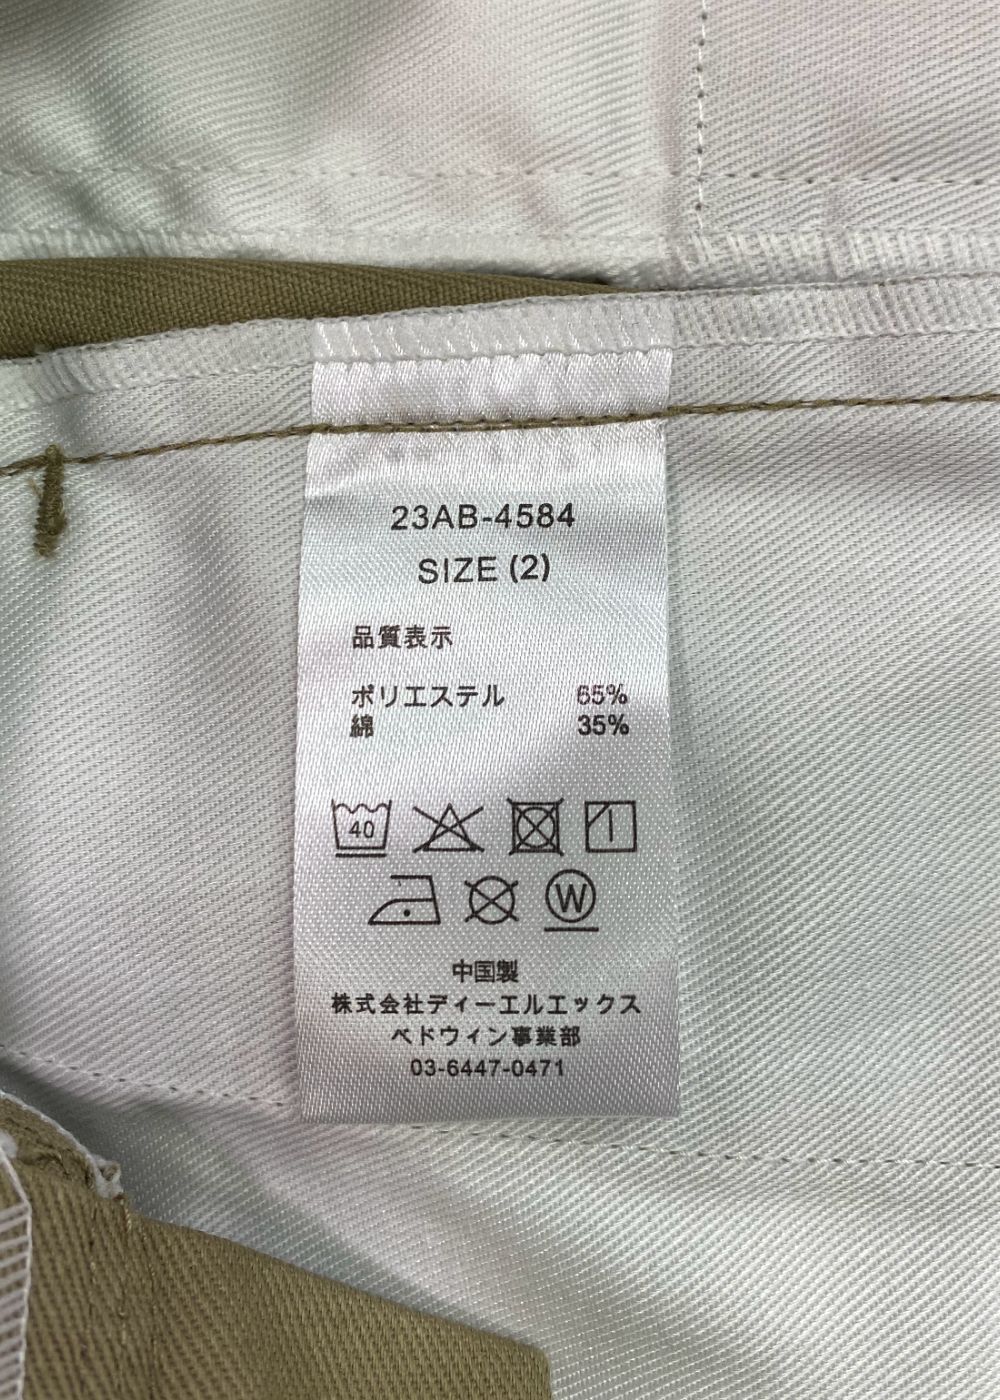 23AB-4584
SIZE (2)
品質表示
ポリエステル 65%
綿 35%
40
W
中国製
株式会社ディーエルエックス
ベドウィン事業部
03-6447-0471